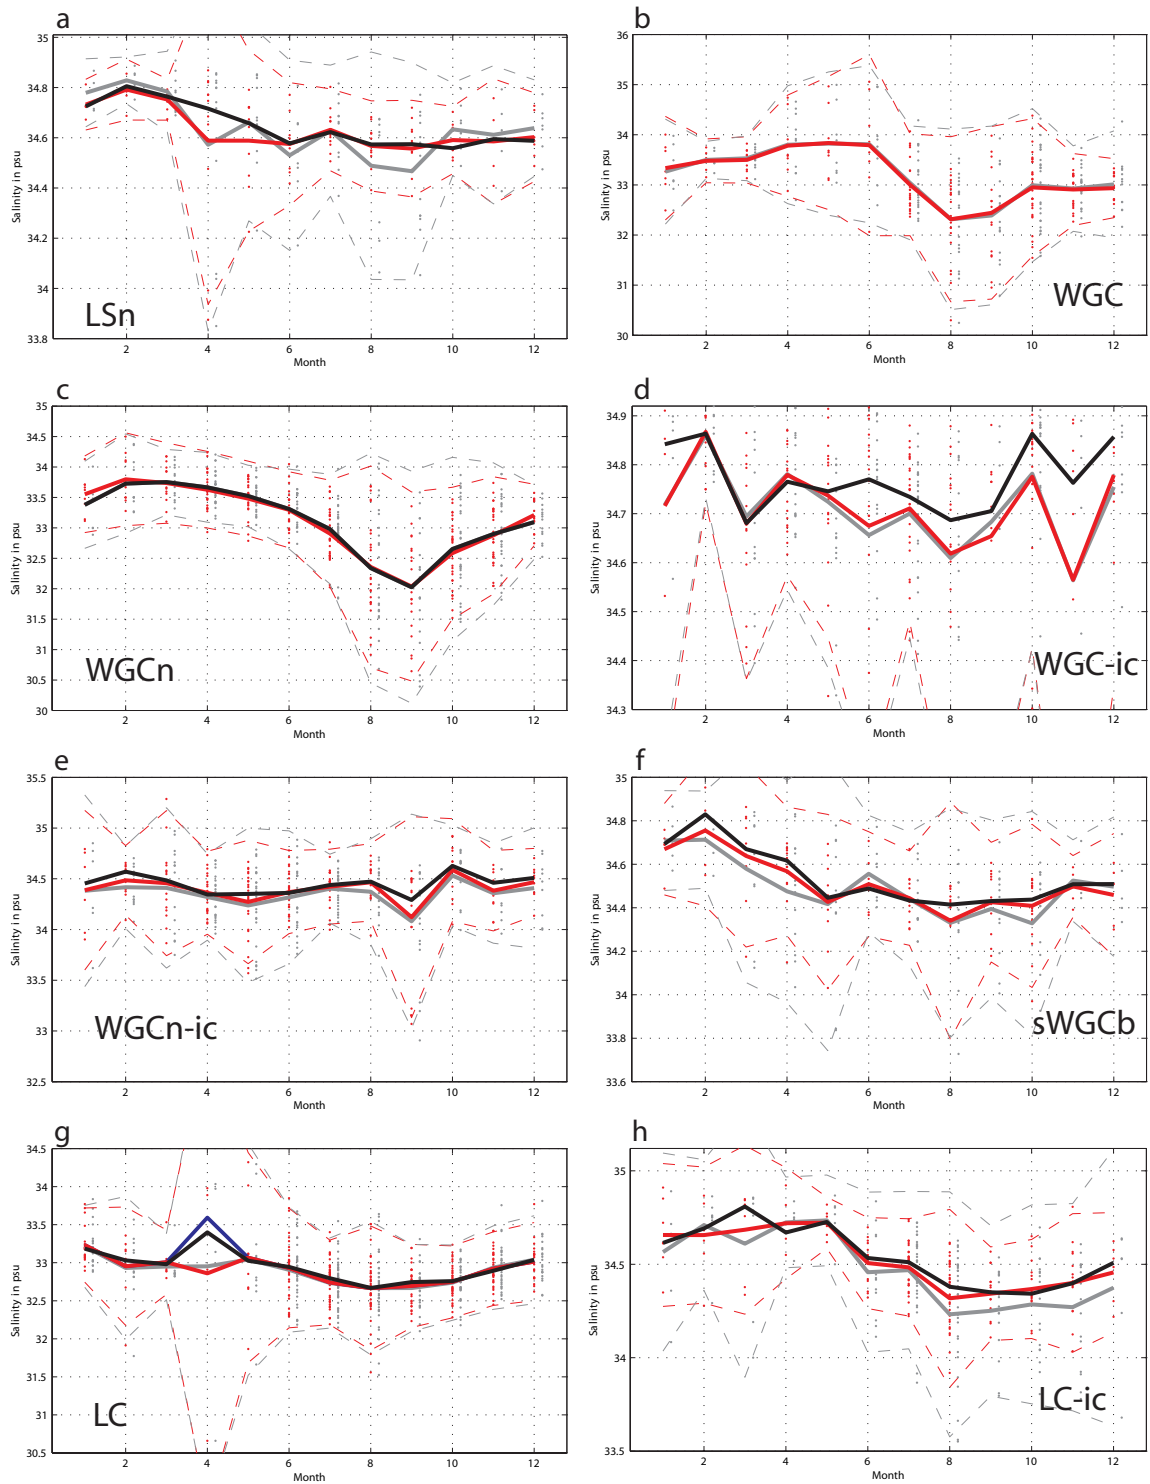 a
35
34.8
34.6
34.4
34.2
34
33.8
Salinity in psu
2 4 6 8 10 12
Month
LSn
b
36
35
34
33
32
31
30
Salinity in psu
2 4 6 8 10 12
Month
WGC
c
35
34.5
34
33.5
33
32.5
32
31.5
31
30.5
30
Salinity in psu
2 4 6 8 10 12
Month
WGCn
d
34.9
34.8
34.7
34.6
34.5
34.4
34.3
Salinity in psu
2 4 6 8 10 12
Month
WGC-ic
e
35.5
35
34.5
34
33.5
33
32.5
Salinity in psu
2 4 6 8 10 12
Month
WGCn-ic
f
35
34.8
34.6
34.4
34.2
34
33.8
33.6
Salinity in psu
2 4 6 8 10 12
Month
sWGCb
g
34.5
34
33.5
33
32.5
32
31.5
31
30.5
Salinity in psu
2 4 6 8 10 12
Month
LC
h
35
34.5
34
33.5
Salinity in psu
2 4 6 8 10 12
Month
LC-ic